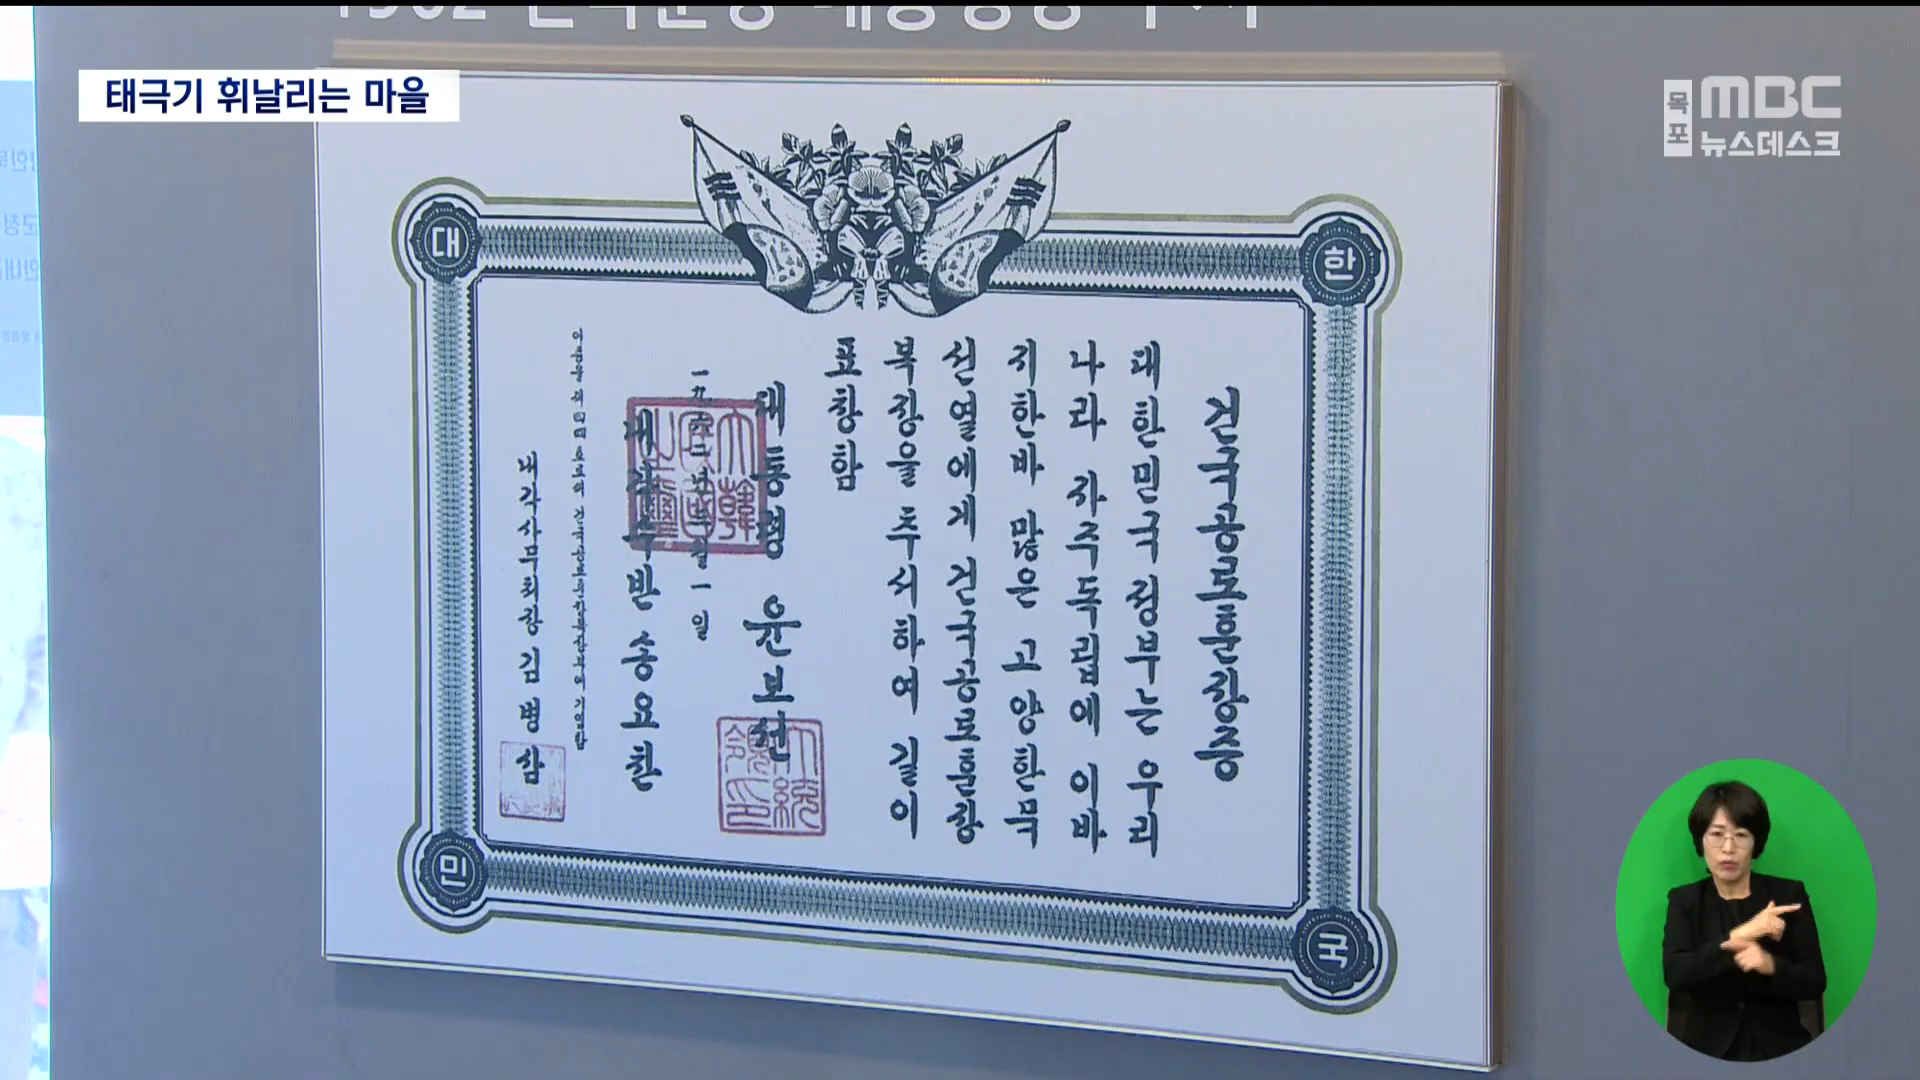 태극기 휘날리는 마을
목포
MBC
뉴스데스크
1962
대
한
민
국
건국공로훈장증
대한민국 정부는 우리
나라 자주독립에 이바
지한바 많은 고 양한묵
선열에게 건국공로훈장
복장을 추서하여 길이
표창함
대통령 윤보선
一九六二년三월一일
내각수반 송요찬
내각사무처장 김병삼